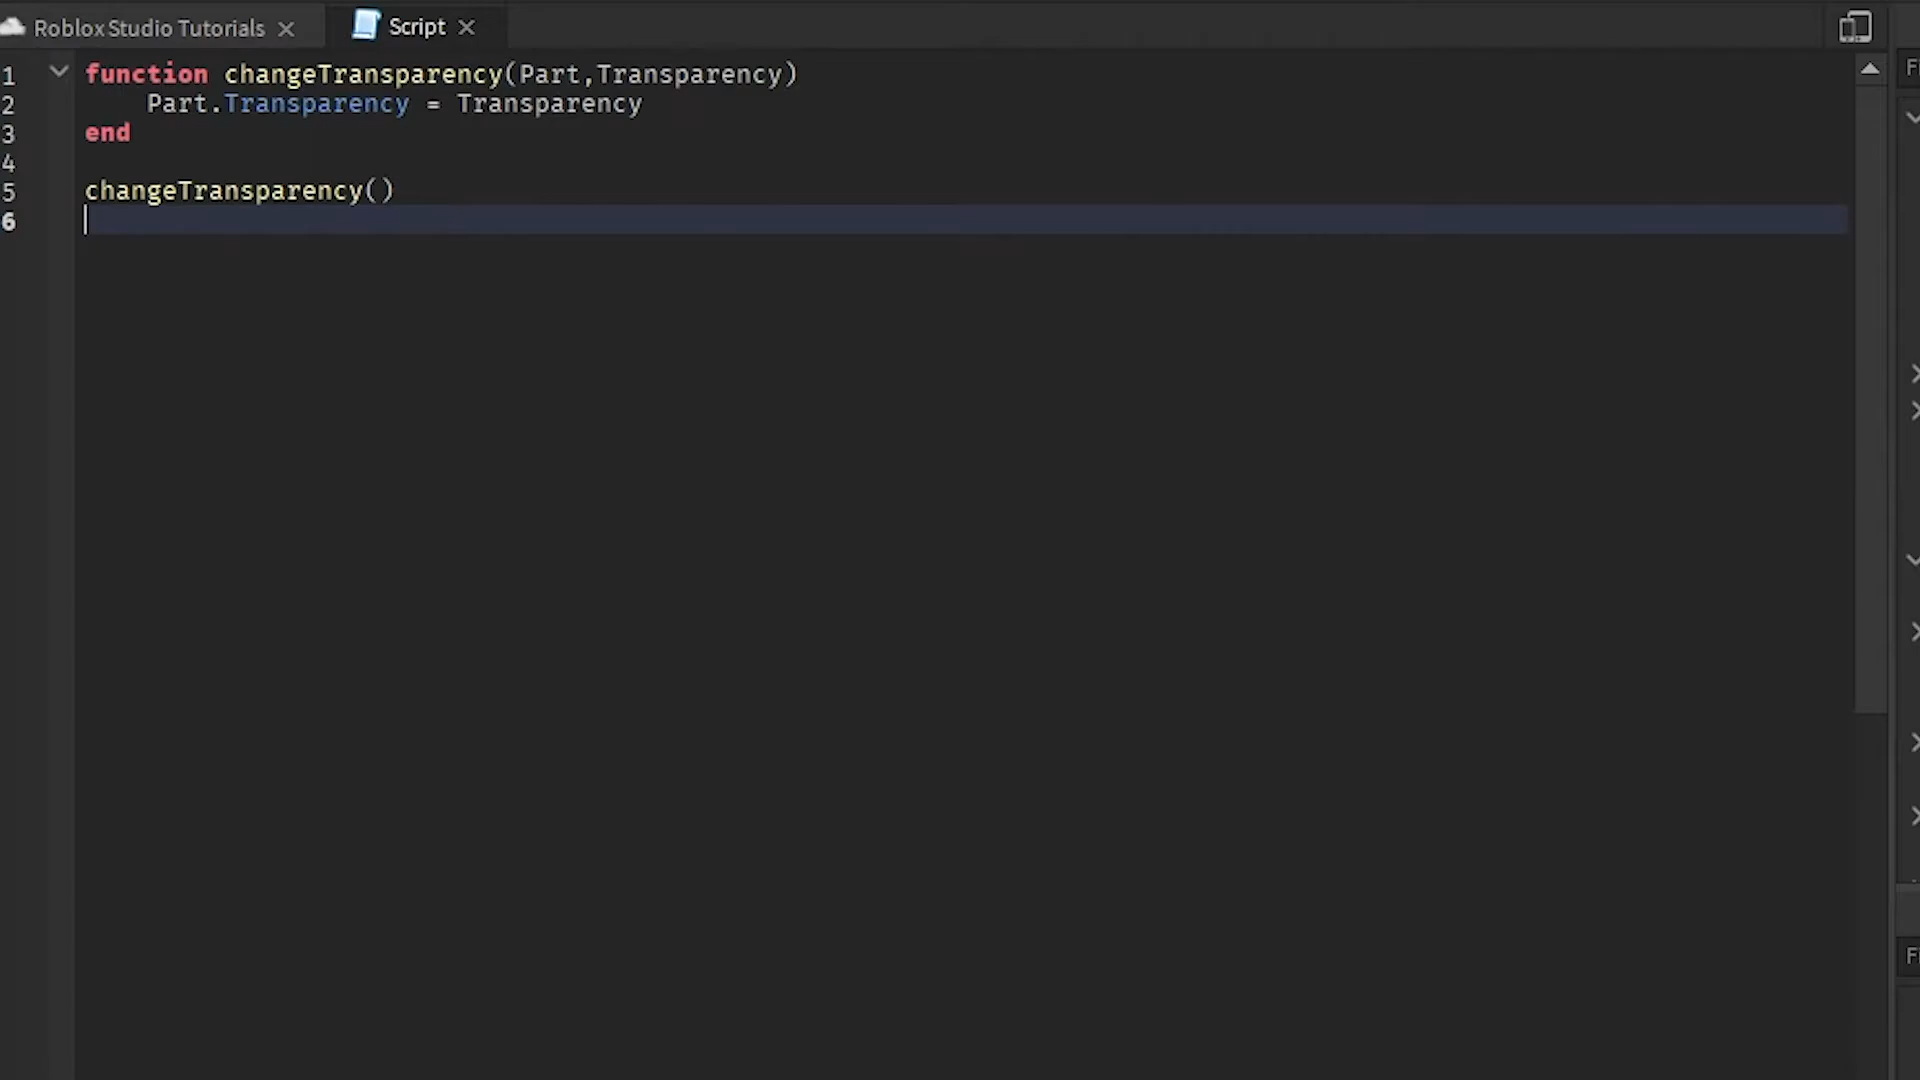 Roblox Studio Tutorials
Script
1 function changeTransparency(Part,Transparency)
2 Part.Transparency = Transparency
3 end
4
5 changeTransparency()
6